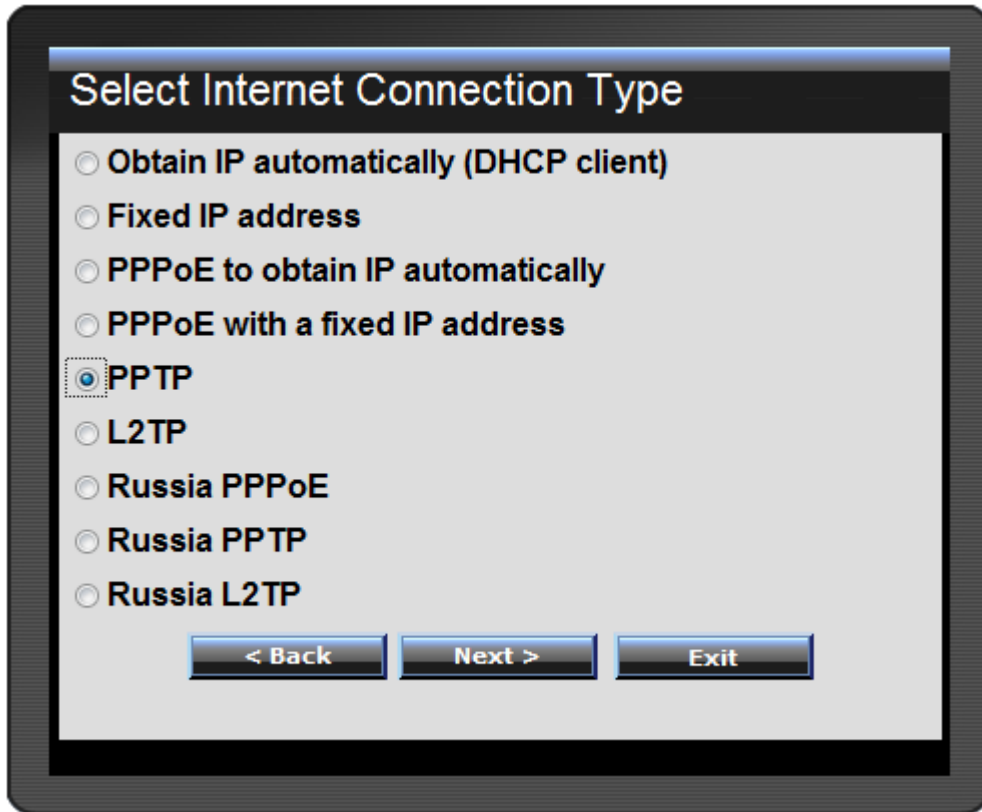 Select Internet Connection Type
Obtain IP automatically (DHCP client)
Fixed IP address
PPPoE to obtain IP automatically
PPPoE with a fixed IP address
PPTP
L2TP
Russia PPPoE
Russia PPTP
Russia L2TP
< Back Next > Exit